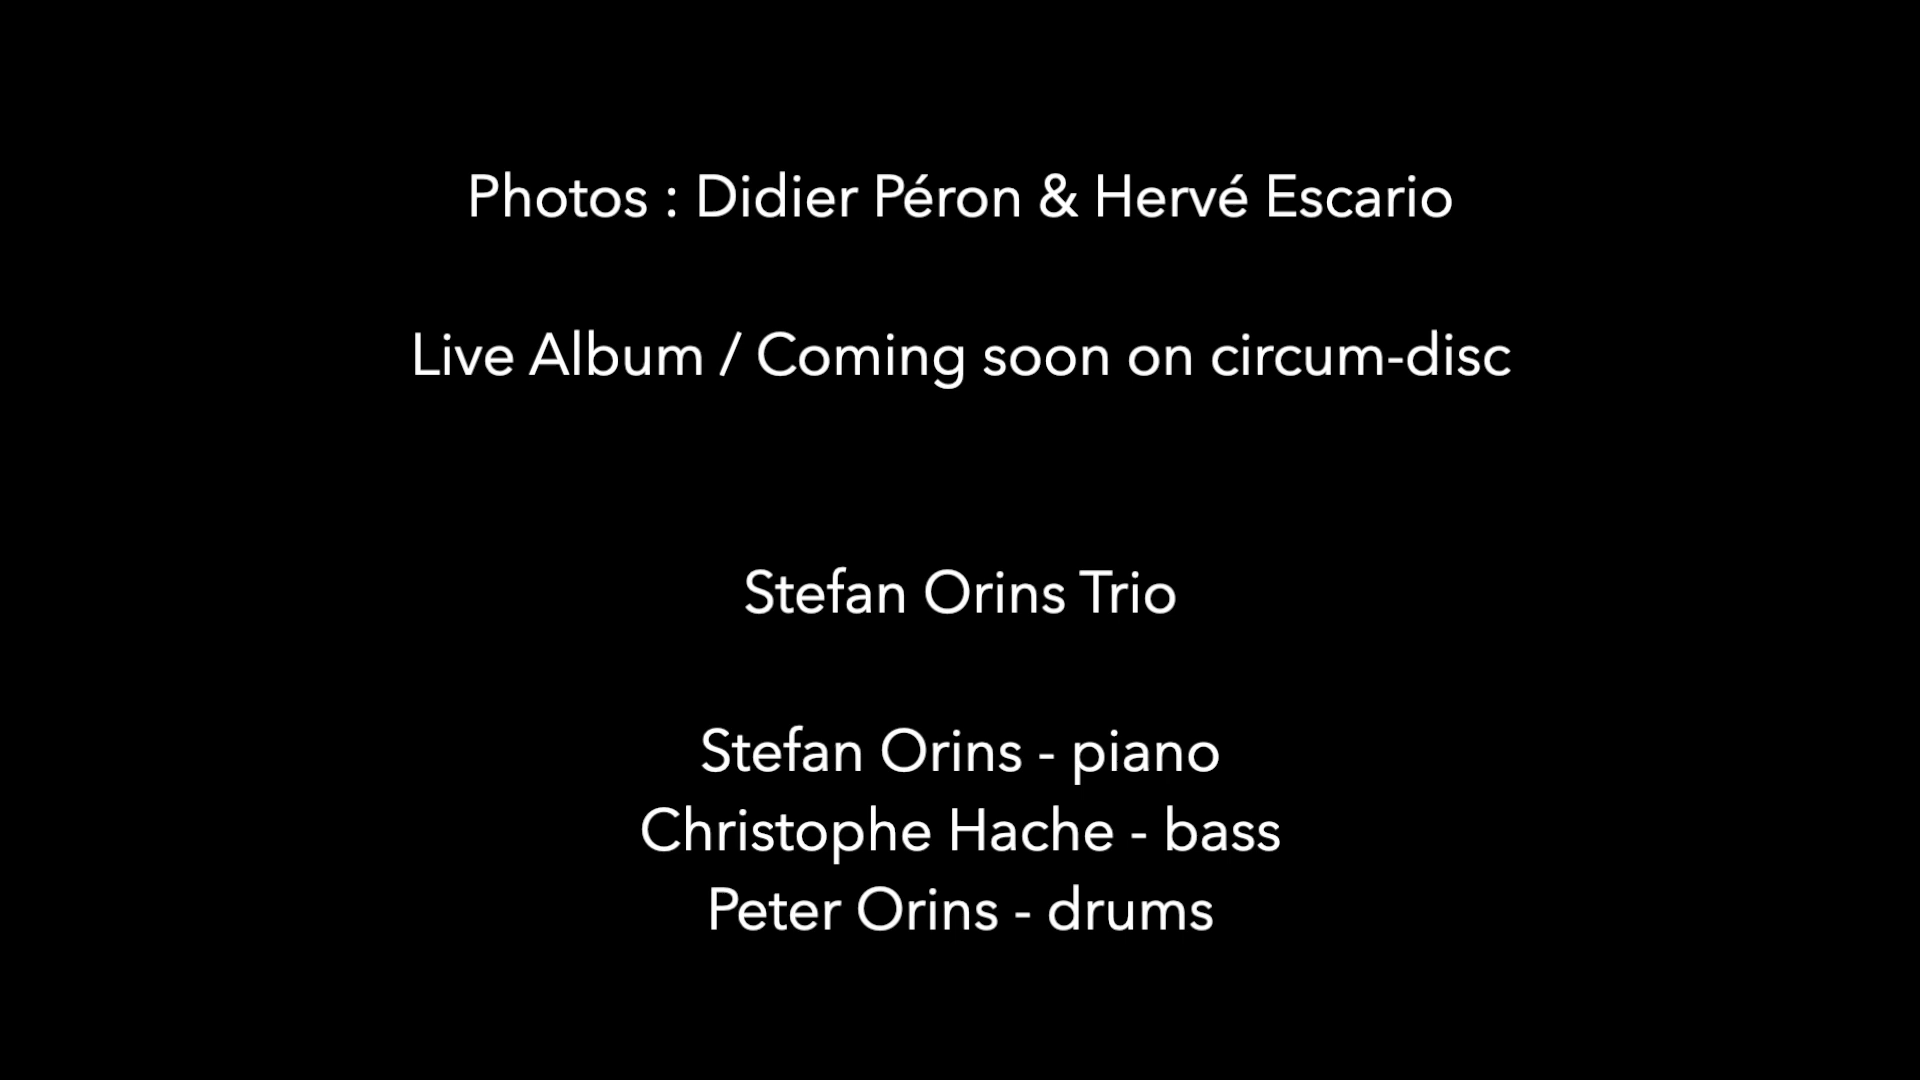 Photos : Didier Péron & Hervé Escario
Live Album / Coming soon on circum-disc
Stefan Orins Trio
Stefan Orins - piano
Christophe Hache - bass
Peter Orins - drums